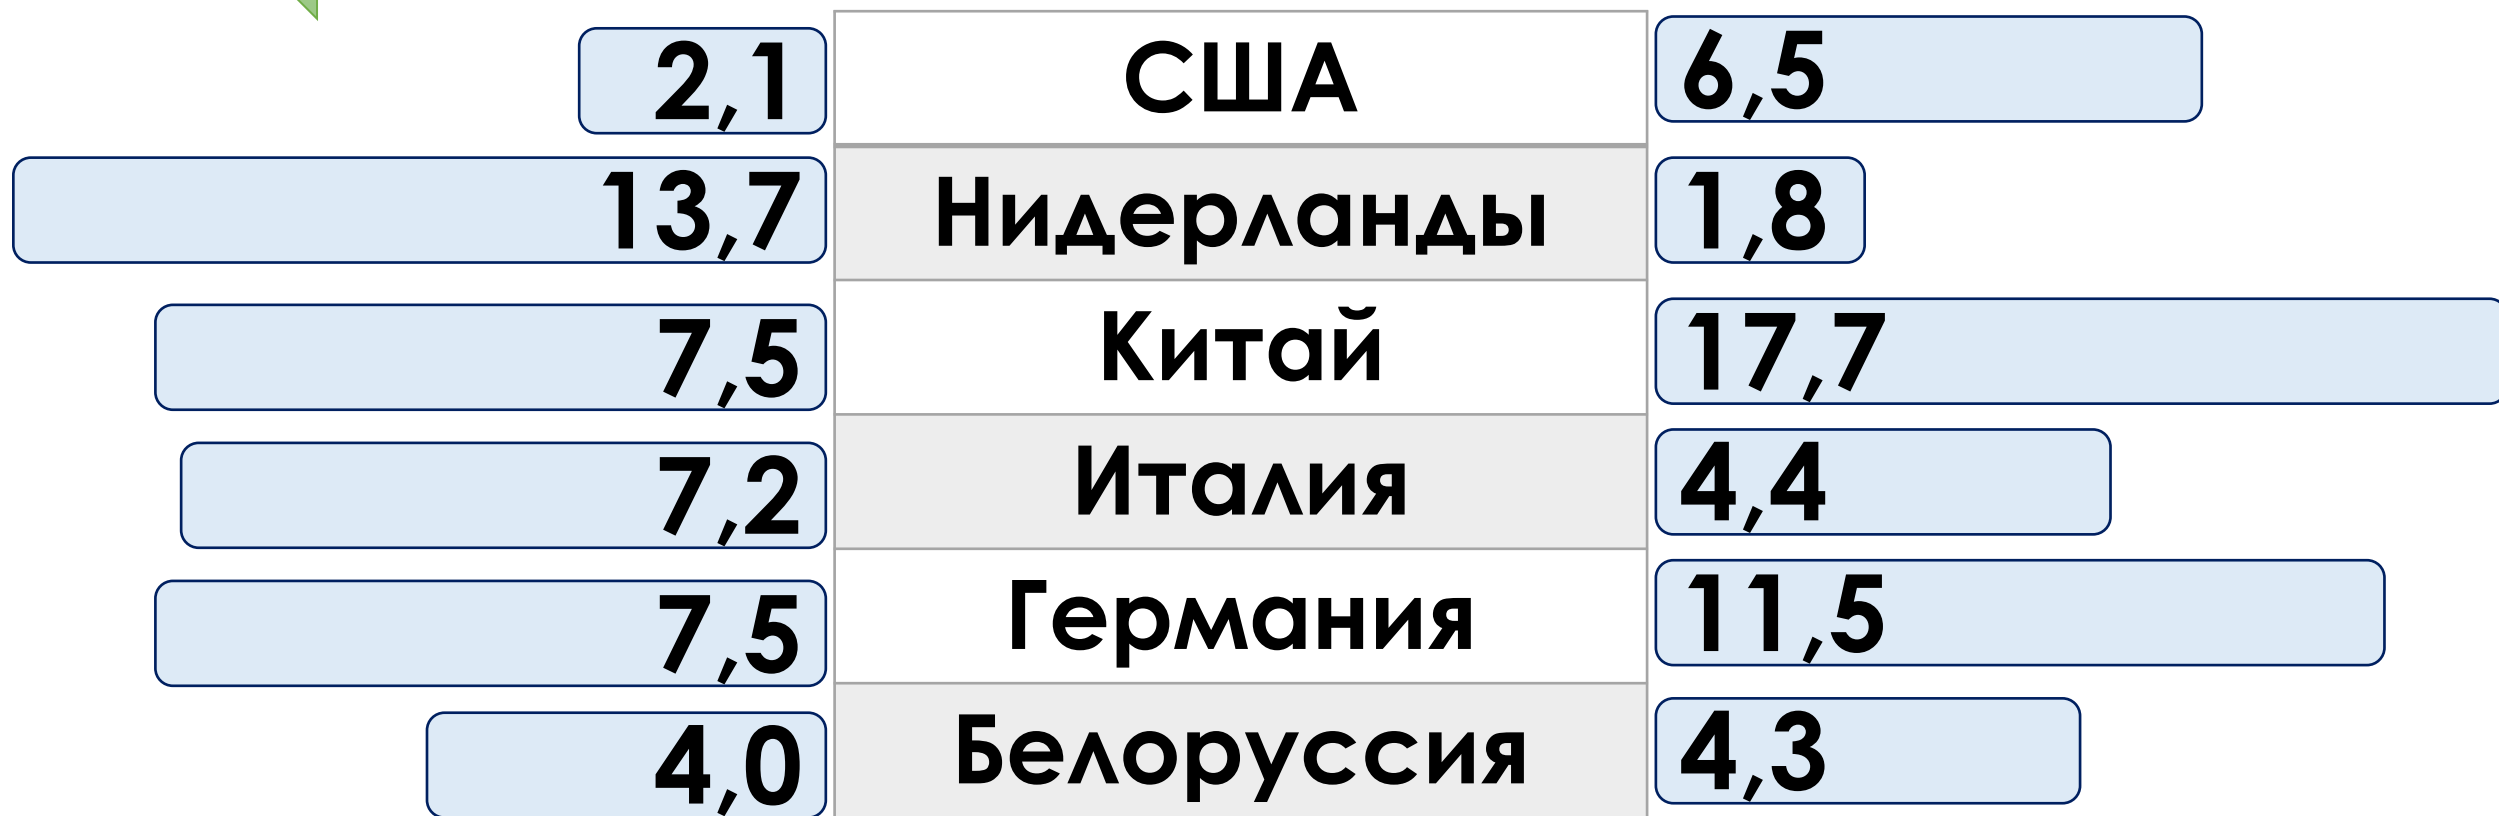 2,1 США 6,5
13,7 Нидерланды 1,8
7,5 Китай 17,7
7,2 Италия 4,4
7,5 Германия 11,5
4,0 Белоруссия 4,3